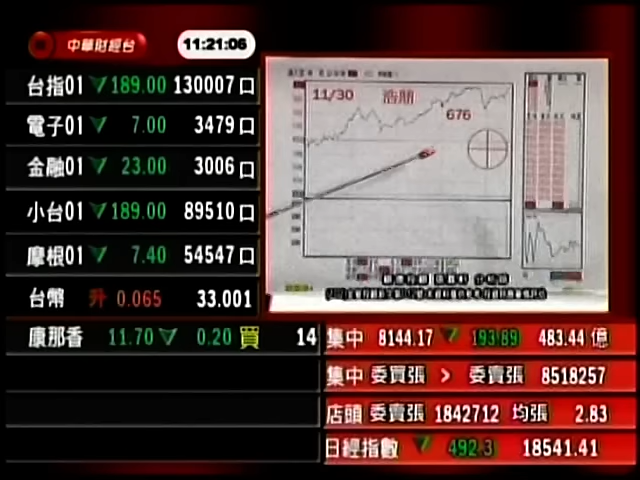 中華財經台 11:21:06
台指01 ▽ 189.00 130007口
電子01 ▽ 7.00 3479口
金融01 ▽ 23.00 3006口
小台01 ▽ 189.00 89510口
摩根01 ▽ 7.40 54547口
台幣 升 0.065 33.001
11/30 浩鼎
676
康那香 11.70 ▽ 0.20 買 14
集中 8144.17 ▽ 193.89 483.44 億
集中 委買張 > 委賣張 8518257
店頭 委賣張 1842712 均張 2.83
日經指數 ▽ 492.3 18541.41